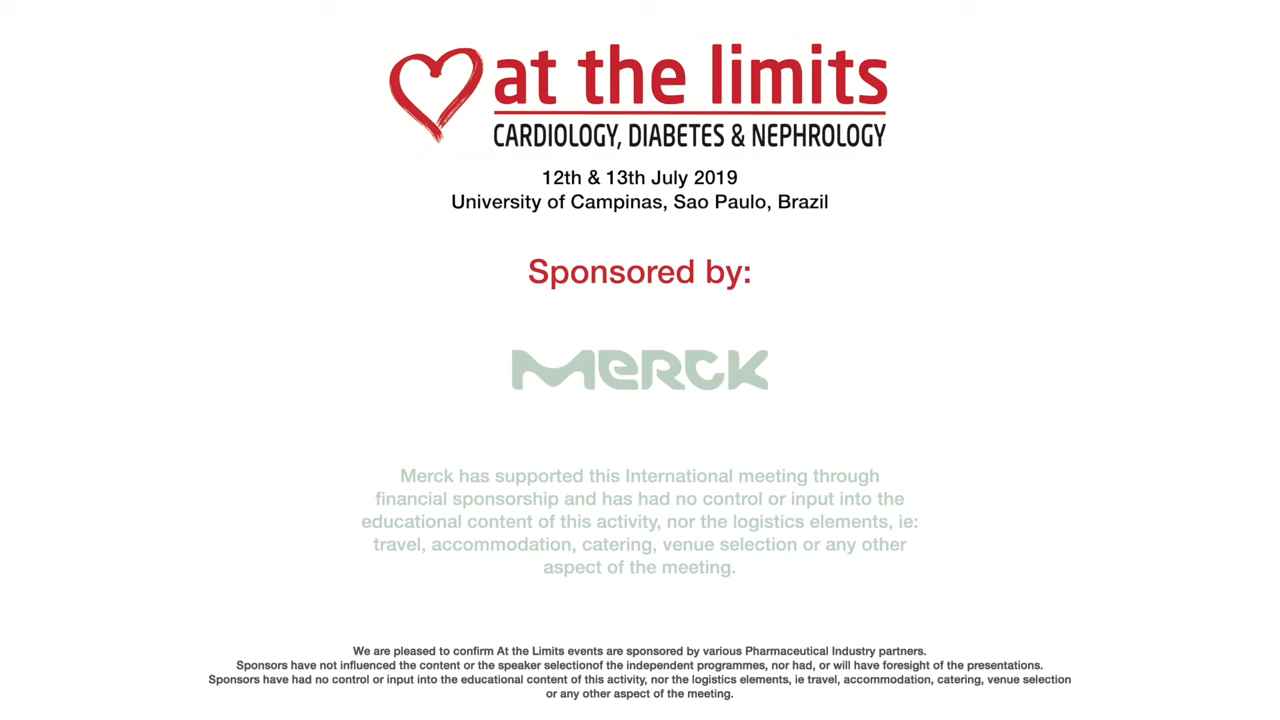 at the limits
CARDIOLOGY, DIABETES & NEPHROLOGY
12th & 13th July 2019
University of Campinas, Sao Paulo, Brazil
Sponsored by:
MERCK
Merck has supported this International meeting through
financial sponsorship and has had no control or input into the
educational content of this activity, nor the logistics elements, ie:
travel, accommodation, catering, venue selection or any other
aspect of the meeting.
We are pleased to confirm At the Limits events are sponsored by various Pharmaceutical Industry partners.
Sponsors have not influenced the content or the speaker selectionof the independent programmes, nor had, or will have foresight of the presentations.
Sponsors have had no control or input into the educational content of this activity, nor the logistics elements, ie travel, accommodation, catering, venue selection
or any other aspect of the meeting.